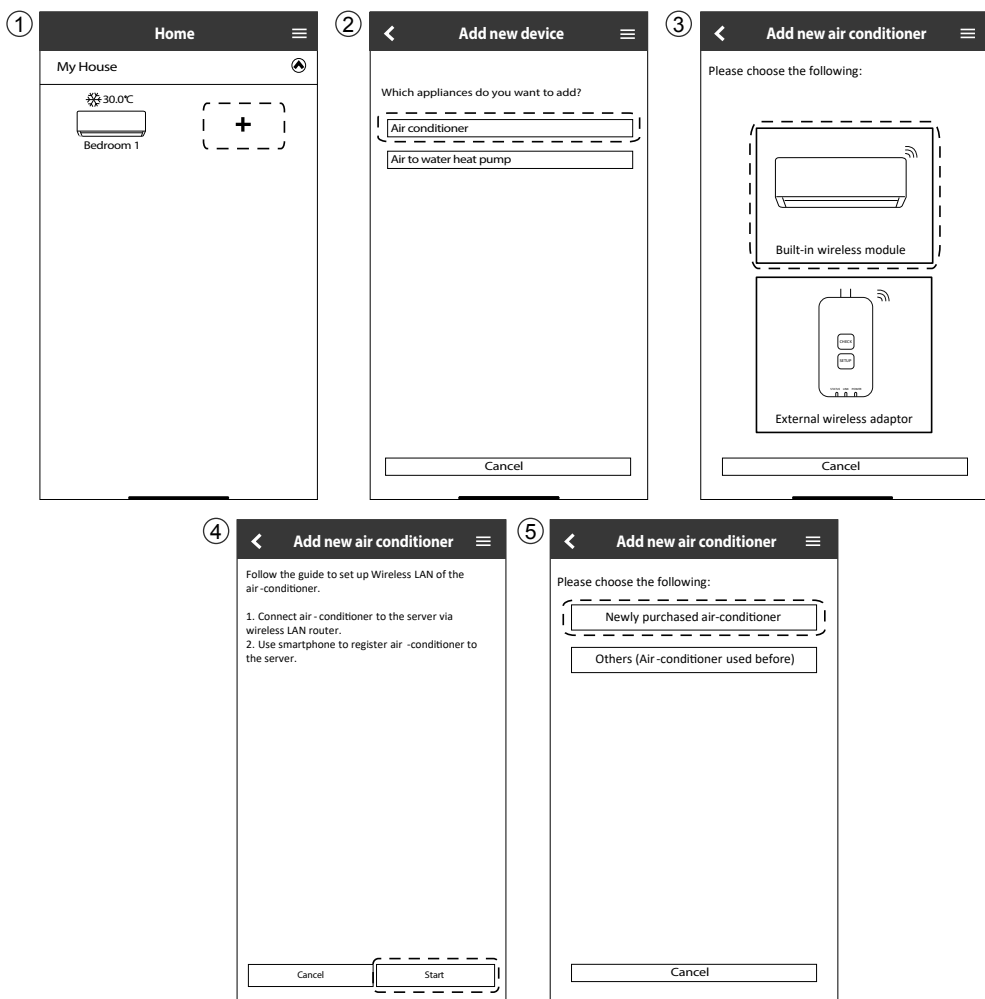 ①
Home
My House
30.0℃
Bedroom 1
+
②
Add new device
Which appliances do you want to add?
Air conditioner
Air to water heat pump
Cancel
③
Add new air conditioner
Please choose the following:
Built-in wireless module
CHECK
SETUP
External wireless adaptor
Cancel
④
Add new air conditioner
Follow the guide to set up Wireless LAN of the
air-conditioner.
1. Connect air - conditioner to the server via
wireless LAN router.
2. Use smartphone to register air -conditioner to
the server.
Cancel
Start
⑤
Add new air conditioner
Please choose the following:
Newly purchased air-conditioner
Others (Air-conditioner used before)
Cancel